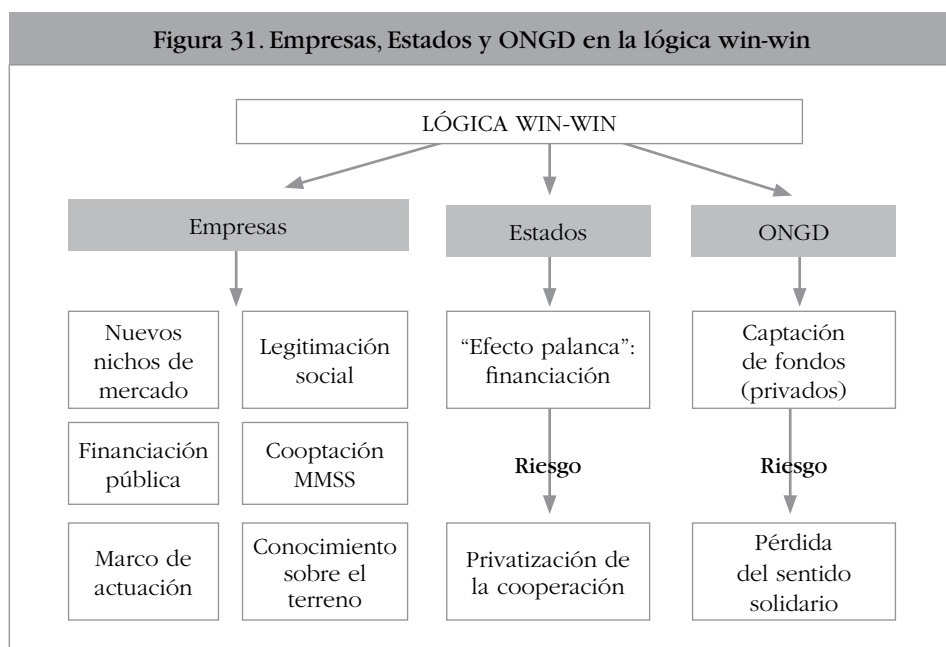 Figura 31. Empresas, Estados y ONGD en la lógica win-win
LÓGICA WIN-WIN
Empresas
Estados
ONGD
Nuevos
nichos de
mercado
Legitimación
social
"Efecto palanca":
financiación
Captación
de fondos
(privados)
Financiación
pública
Cooptación
MMSS
Riesgo
Riesgo
Marco de
actuación
Conocimiento
sobre el
terreno
Privatización de
la cooperación
Pérdida
del sentido
solidario